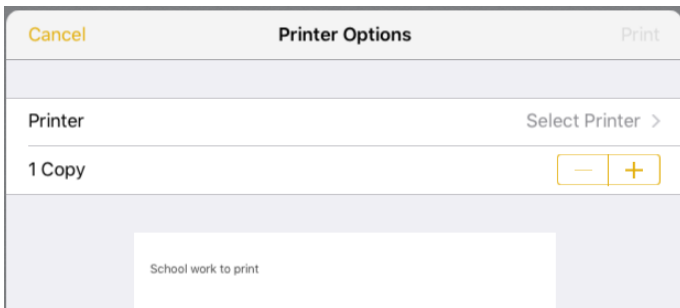 Cancel Printer Options Print
Printer Select Printer >
1 Copy − +
School work to print